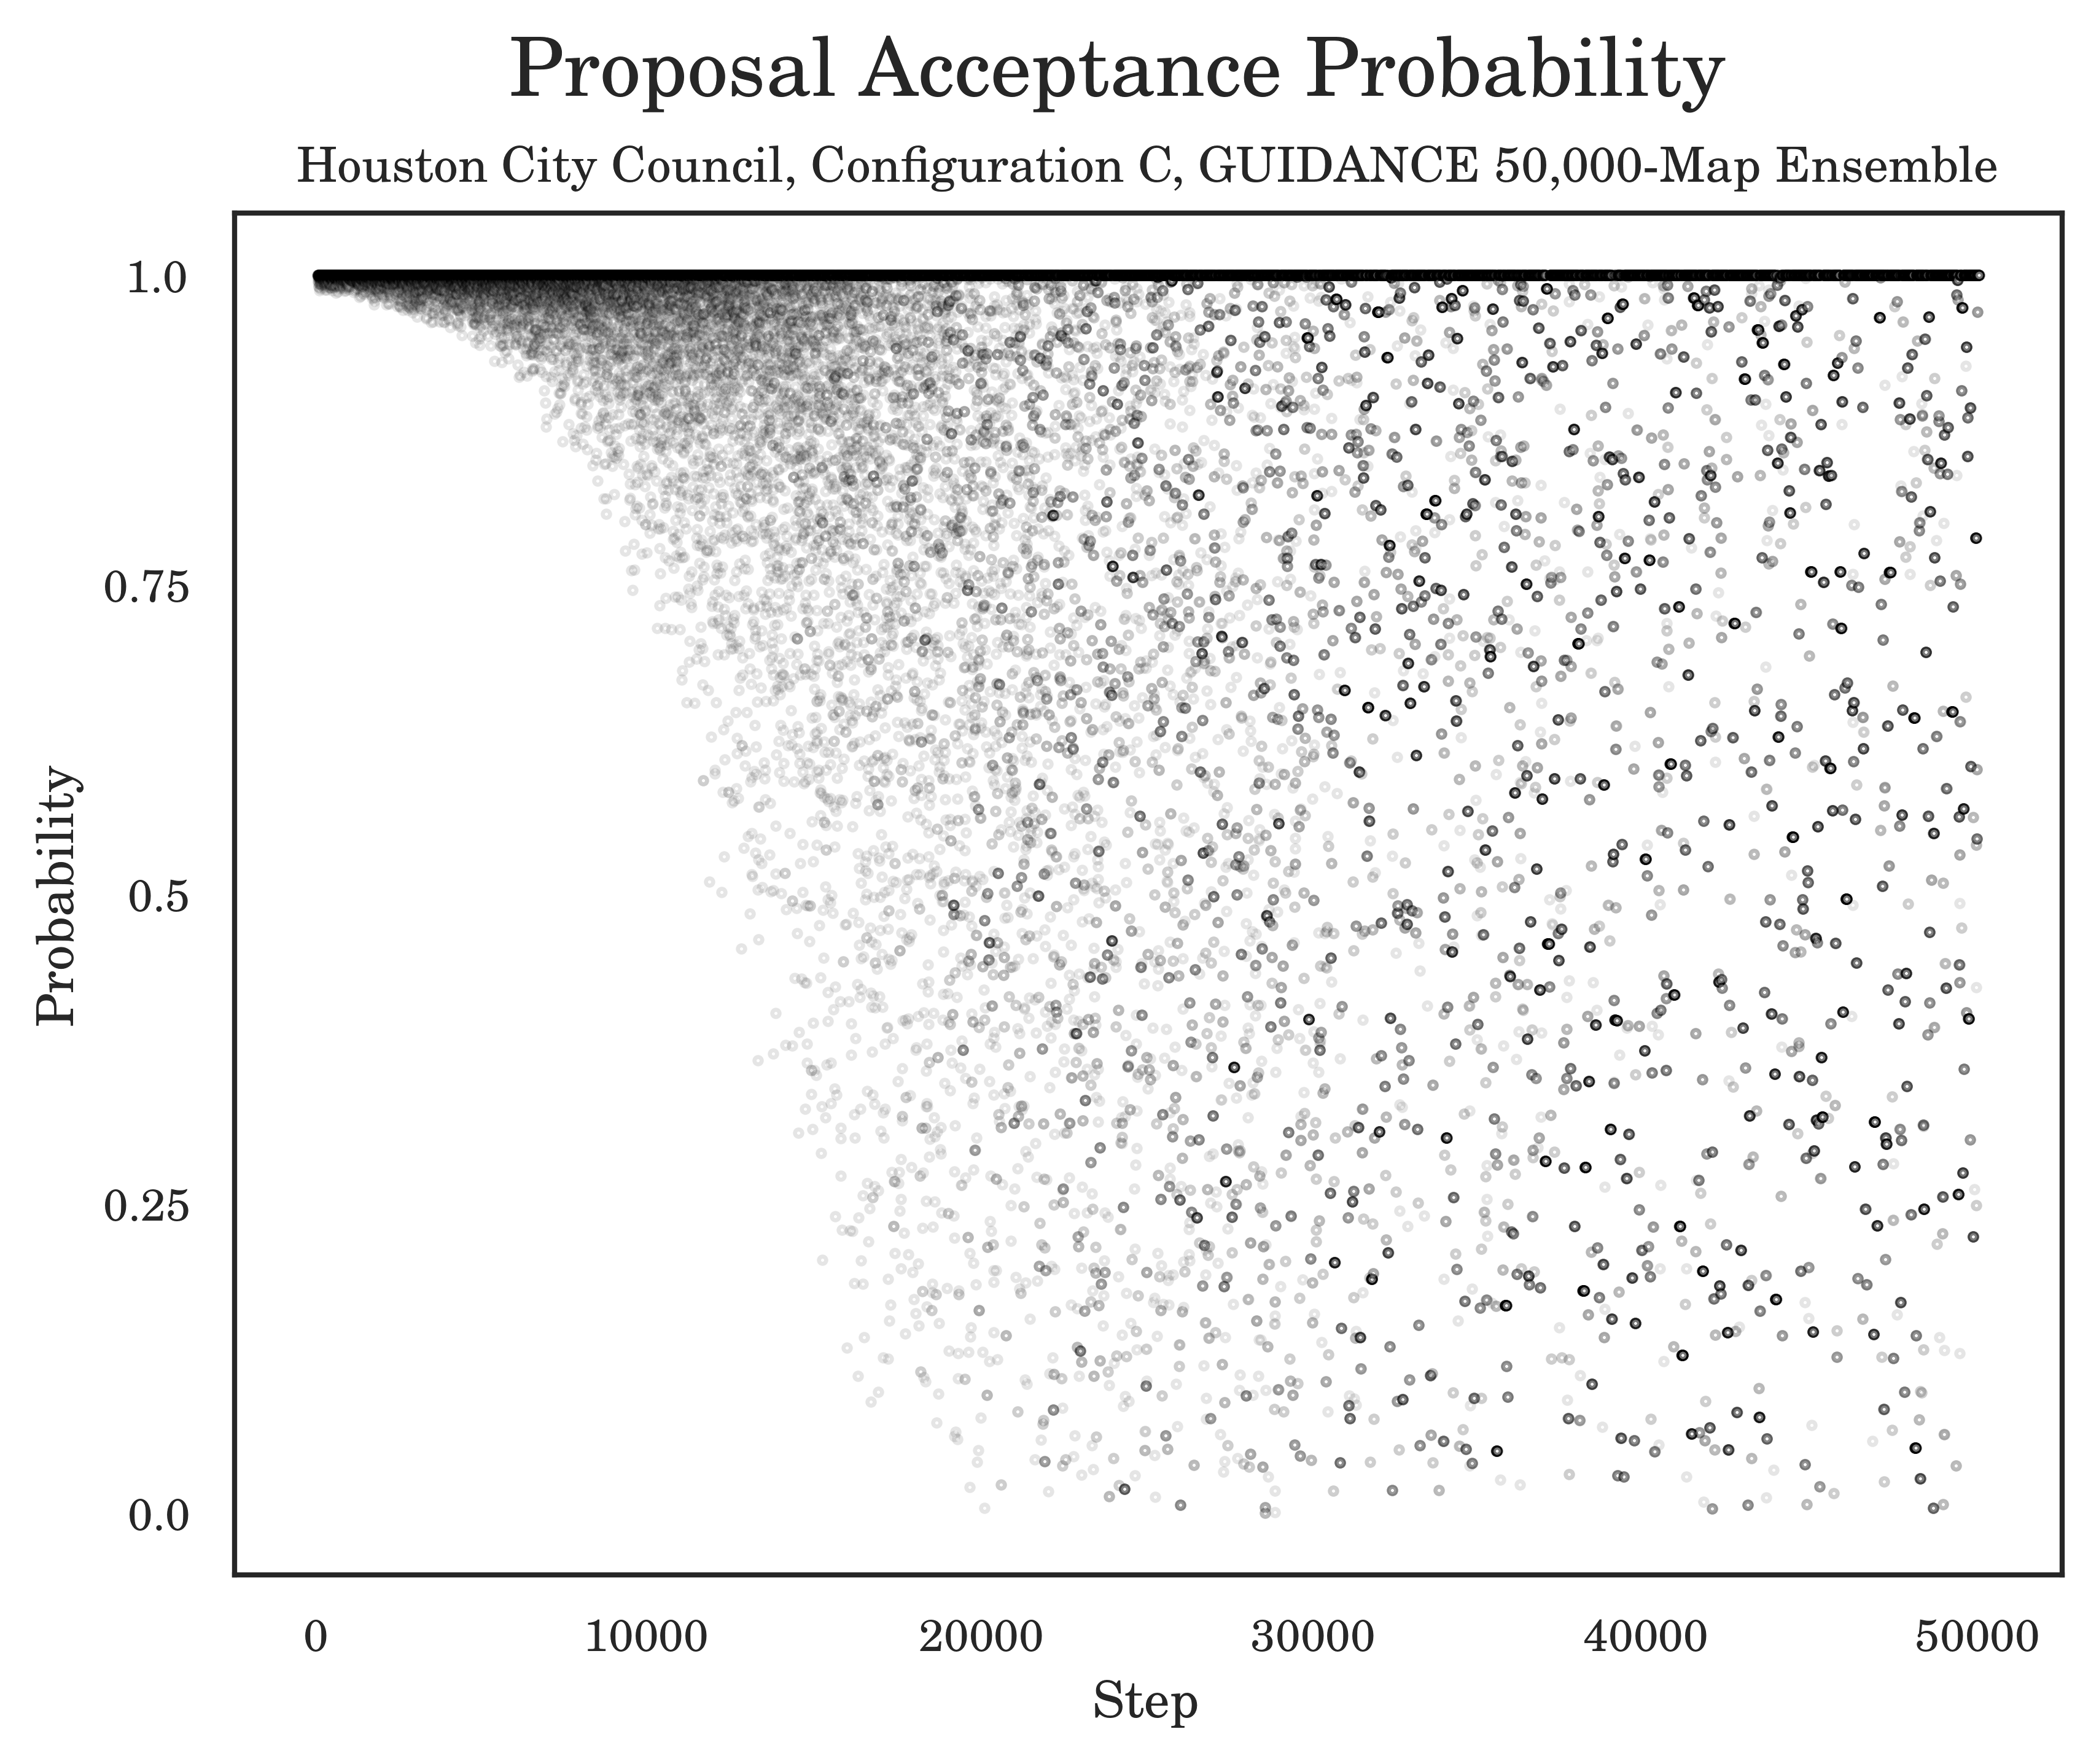 Proposal Acceptance Probability
Houston City Council, Configuration C, GUIDANCE 50,000-Map Ensemble
1.0
0.75
0.5
0.25
0.0
Probability
0 10000 20000 30000 40000 50000
Step